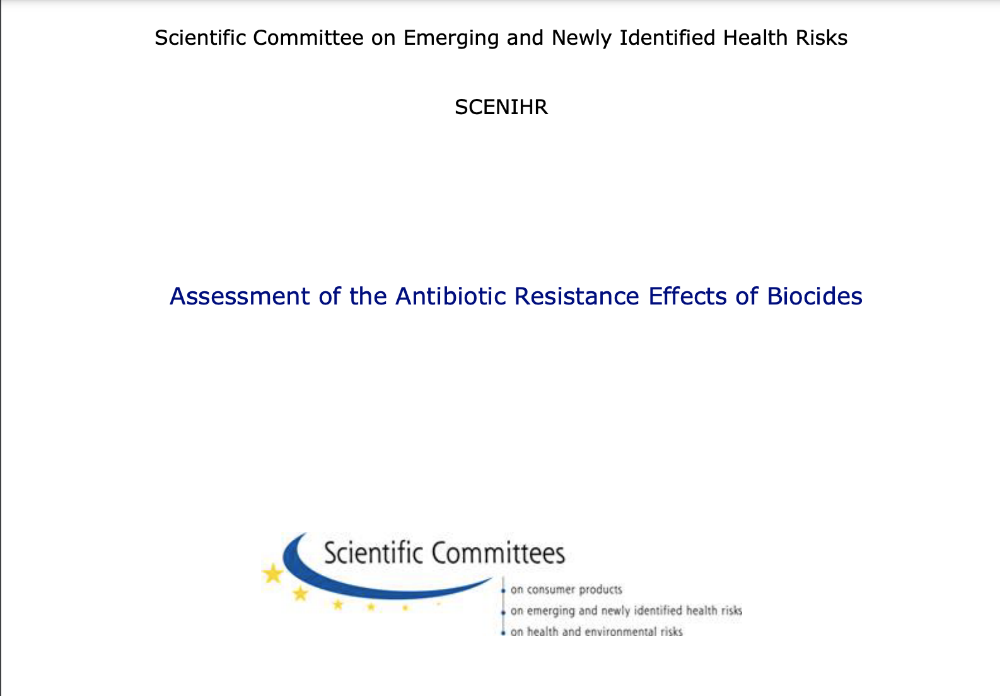 Scientific Committee on Emerging and Newly Identified Health Risks
SCENIHR
Assessment of the Antibiotic Resistance Effects of Biocides
Scientific Committees
on consumer products
on emerging and newly identified health risks
on health and environmental risks